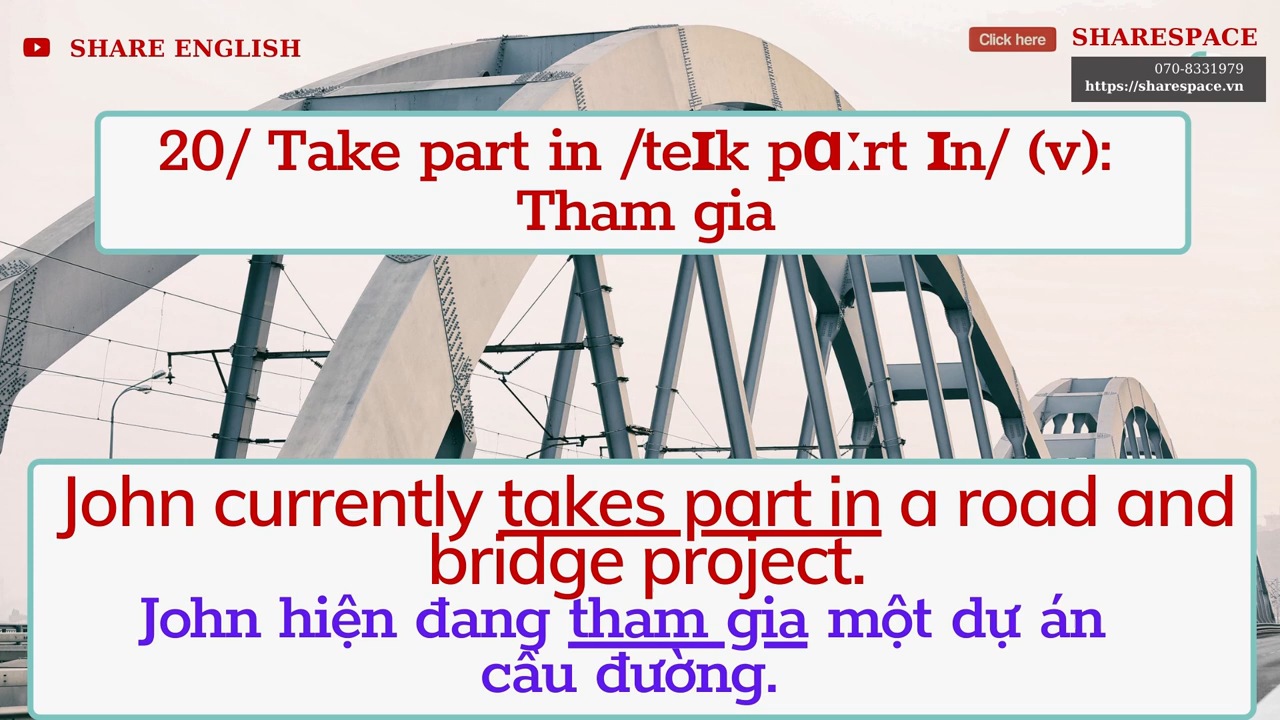 SHARE ENGLISH
Click here
SHARESPACE
070-8331979
https://sharespace.vn
20/ Take part in /teɪk pɑːrt ɪn/ (v):
Tham gia
John currently takes part in a road and
bridge project.
John hiện đang tham gia một dự án
cầu đường.